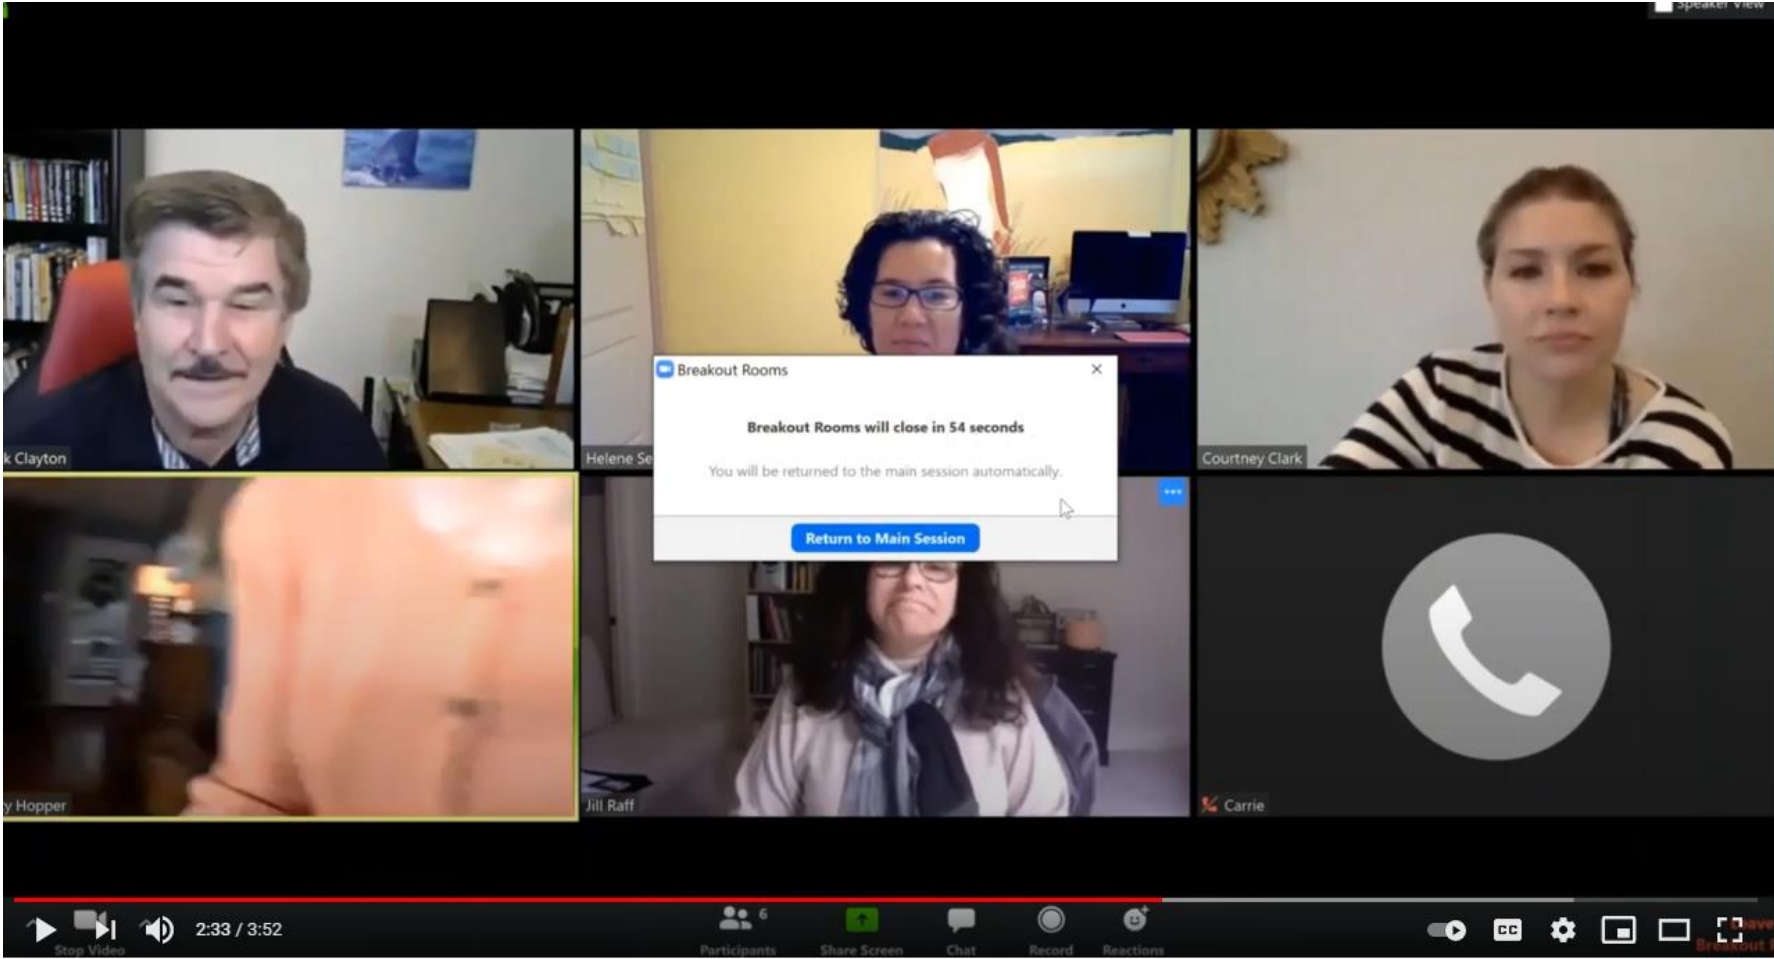 Speaker View
Breakout Rooms
Breakout Rooms will close in 54 seconds
You will be returned to the main session automatically.
Return to Main Session
k Clayton
Helene Se
Courtney Clark
y Hopper
Jill Raff
Carrie
2:33 / 3:52
Stop Video
6
Participants
Share Screen
Chat
Record
Reactions
CC
Leave
Breakout